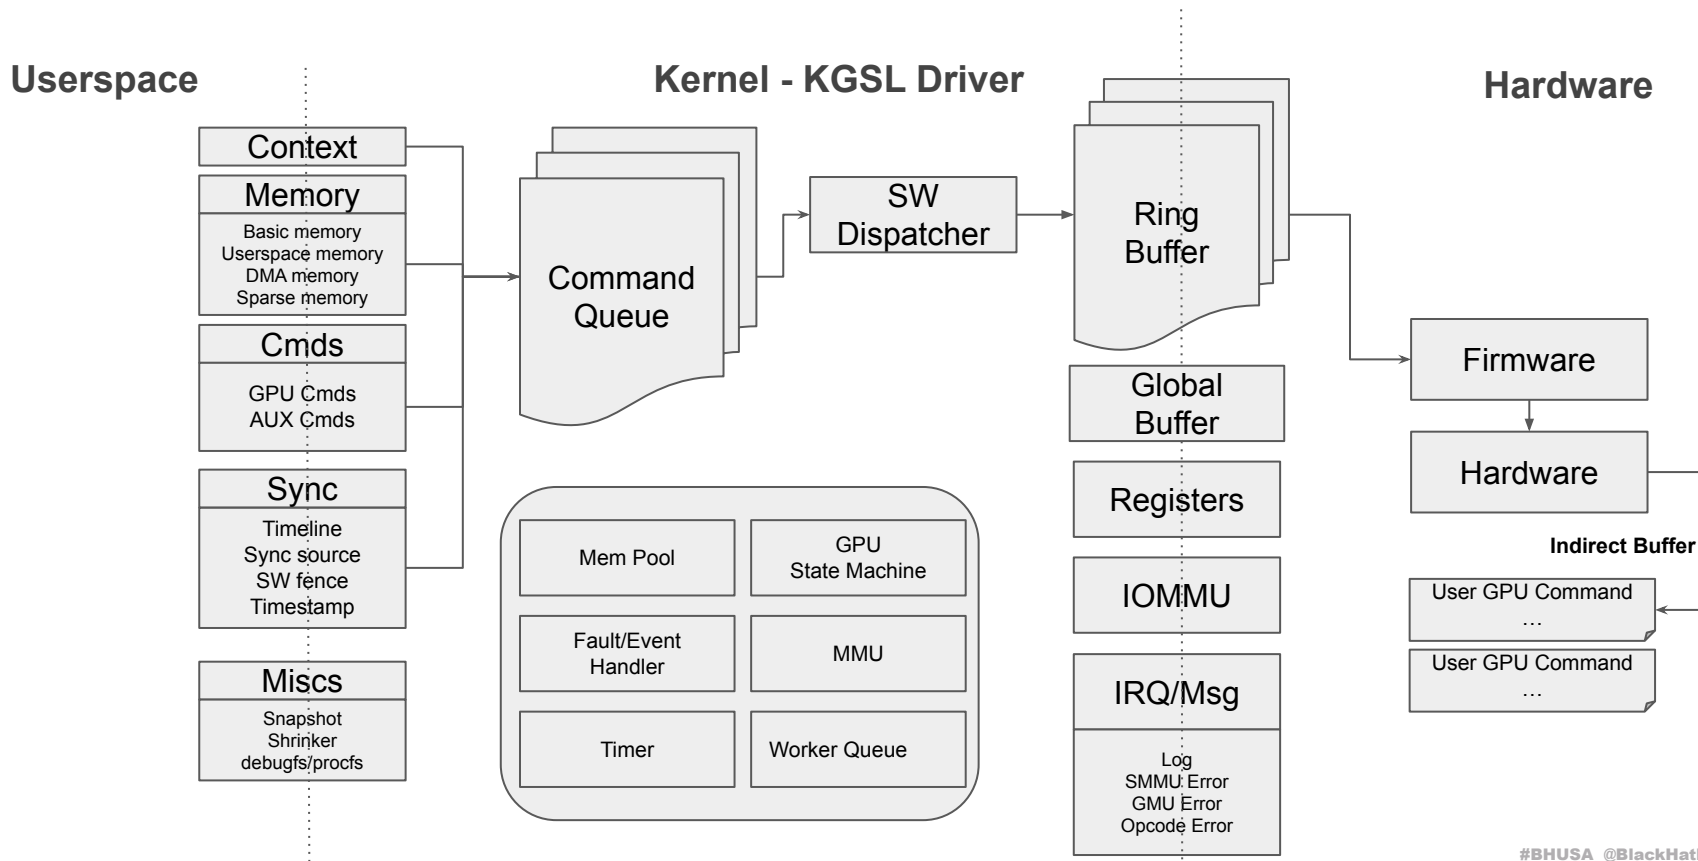 Userspace
Kernel - KGSL Driver
Hardware
Context
Memory
Basic memory
Userspace memory
DMA memory
Sparse memory
Cmds
GPU Cmds
AUX Cmds
Sync
Timeline
Sync source
SW fence
Timestamp
Miscs
Snapshot
Shrinker
debugfs/procfs
Command
Queue
SW
Dispatcher
Ring
Buffer
Global
Buffer
Registers
IOMMU
IRQ/Msg
Log
SMMU Error
GMU Error
Opcode Error
Mem Pool
GPU
State Machine
Fault/Event
Handler
MMU
Timer
Worker Queue
Firmware
Hardware
Indirect Buffer
User GPU Command
...
User GPU Command
...
#BHUSA @BlackHat